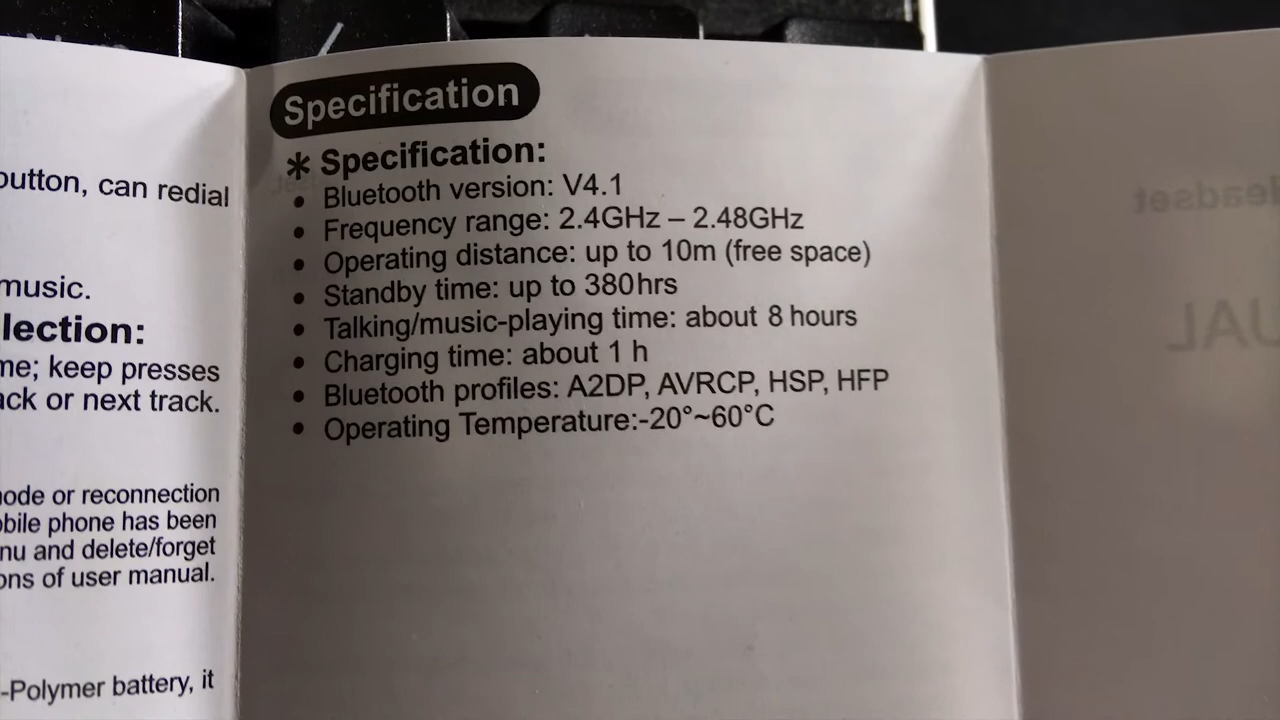 button, can redial
music.
lection:
me; keep presses
ack or next track.
mode or reconnection
obile phone has been
nu and delete/forget
ons of user manual.
-Polymer battery, it
Specification
* Specification:
• Bluetooth version: V4.1
• Frequency range: 2.4GHz – 2.48GHz
• Operating distance: up to 10m (free space)
• Standby time: up to 380hrs
• Talking/music-playing time: about 8 hours
• Charging time: about 1 h
• Bluetooth profiles: A2DP, AVRCP, HSP, HFP
• Operating Temperature:-20°~60°C